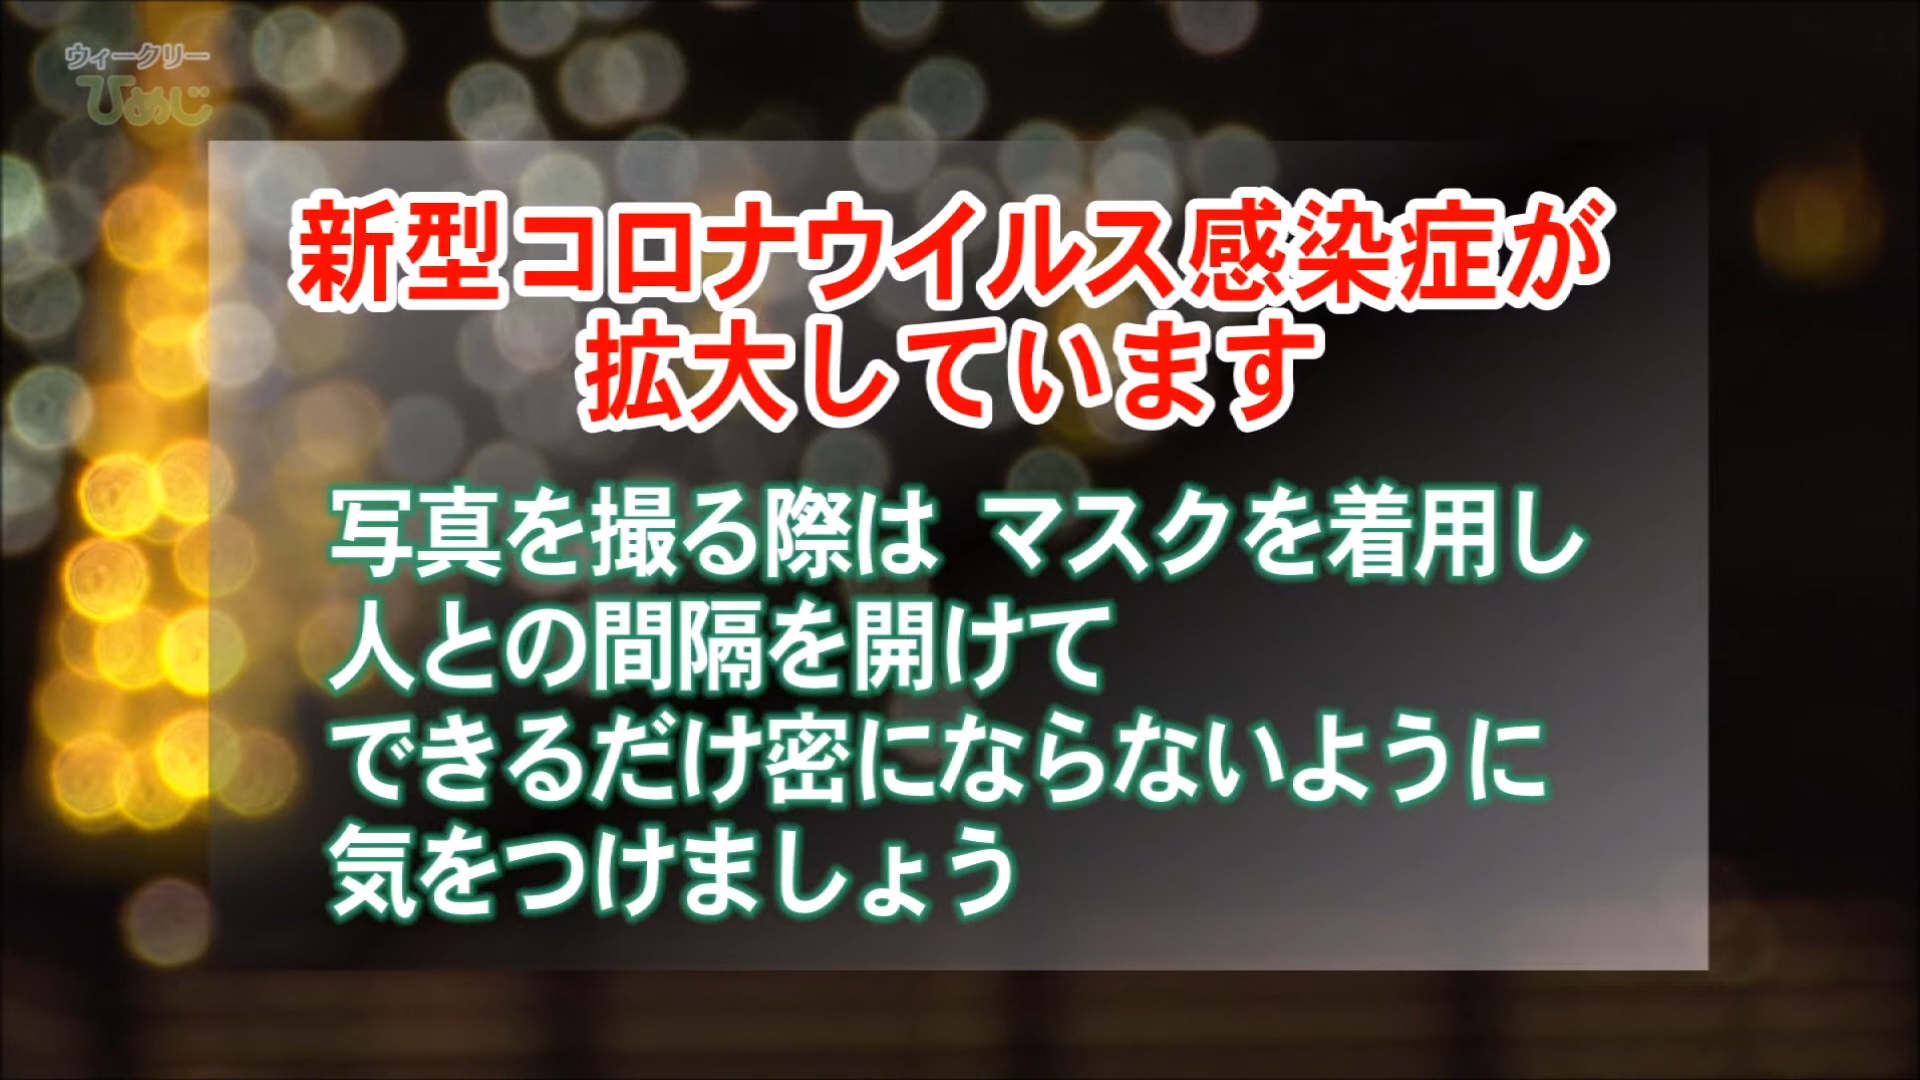 ウィークリー
ひめじ
新型コロナウイルス感染症が
拡大しています
写真を撮る際は マスクを着用し
人との間隔を開けて
できるだけ密にならないように
気をつけましょう